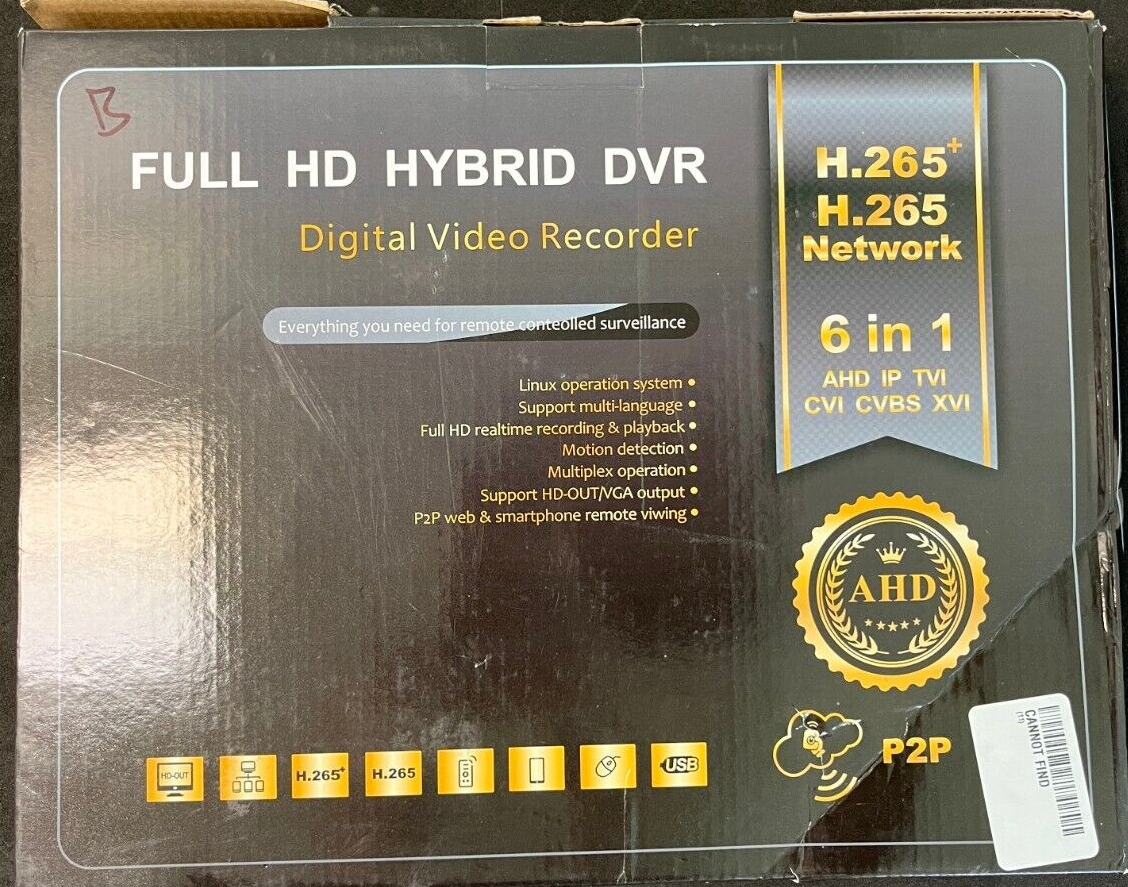 B
FULL HD HYBRID DVR
Digital Video Recorder
Everything you need for remote conteolled surveillance
Linux operation system •
Support multi-language •
Full HD realtime recording & playback •
Motion detection •
Multiplex operation •
Support HD-OUT/VGA output •
P2P web & smartphone remote viwing •
H.265+
H.265
Network
6 in 1
AHD IP TVI
CVI CVBS XVI
AHD
P2P
HD-OUT
H.265+
H.265
USB
CANNOT FIND
(11)